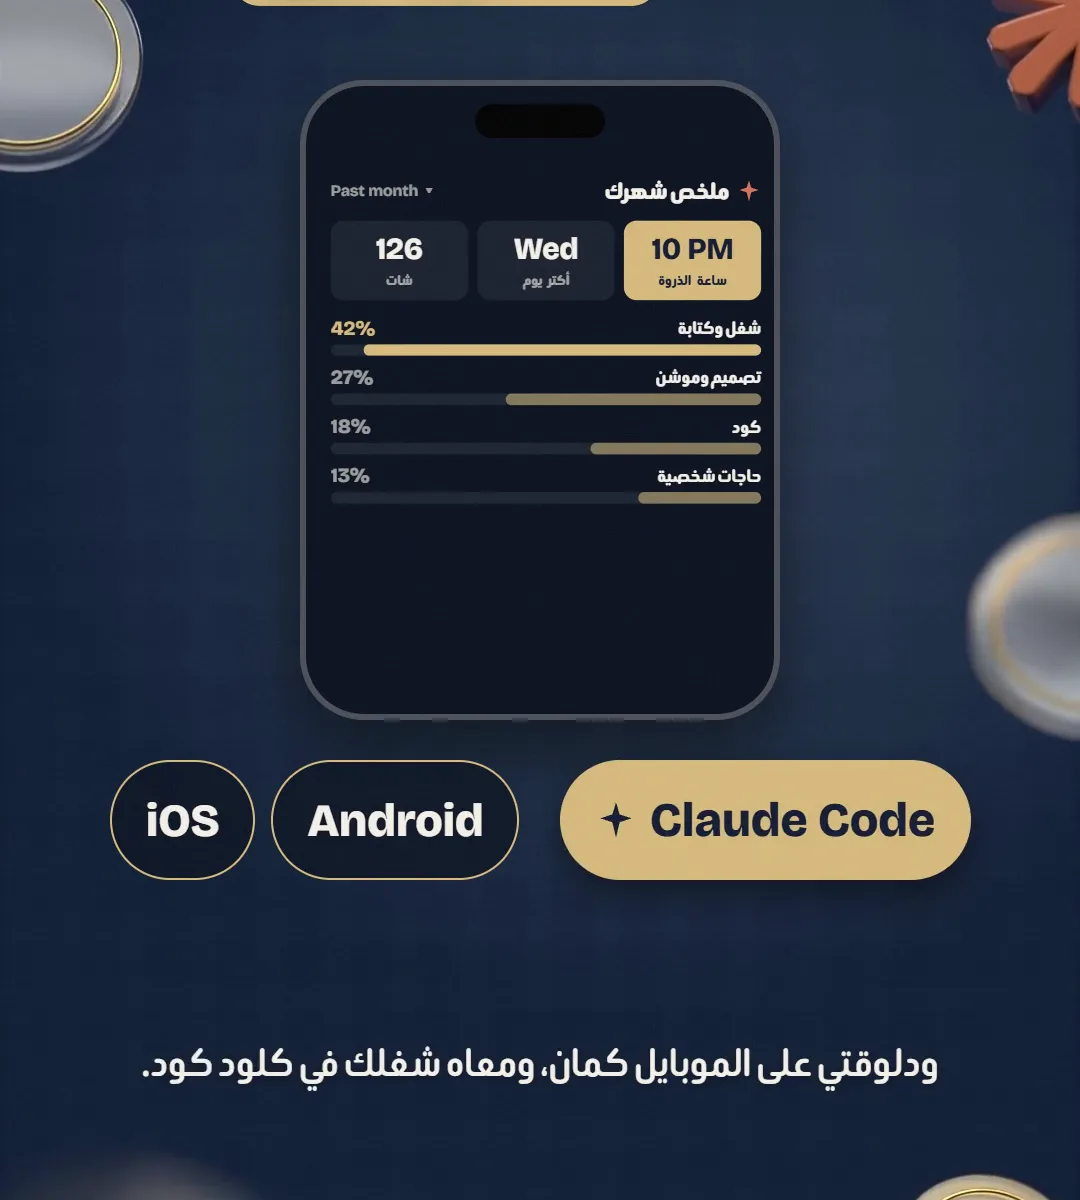 ملخص شهرك
Past month
10 PM
ساعة الذروة
Wed
أكتر يوم
126
شات
شغل وكتابة
42%
تصميم وموشن
27%
كود
18%
حاجات شخصية
13%
iOS
Android
Claude Code
ودلوقتي على الموبايل كمان، ومعاه شغلك في كلود كود.